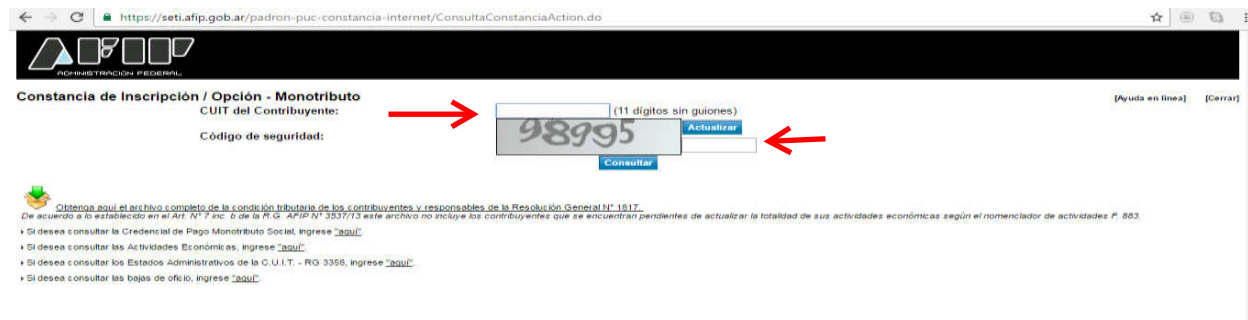 https://seti.afip.gob.ar/padron-puc-constancia-internet/ConsultaConstanciaAction.do
AFIP
ADMINISTRACION FEDERAL
Constancia de Inscripción / Opción - Monotributo
[Ayuda en línea] [Cerrar]
CUIT del Contribuyente: (11 dígitos sin guiones)
98995 Actualizar
Código de seguridad:
Consultar
Obtenga aquí el archivo completo de la condición tributaria de los contribuyentes y responsables de la Resolución General N° 1817.
De acuerdo a lo establecido en el Art. N° 7 inc. b de la R.G. AFIP N° 3537/13 este archivo no incluye los contribuyentes que se encuentran pendientes de actualizar la totalidad de sus actividades económicas según el nomenclador de actividades F. 883.
Si desea consultar la Credencial de Pago Monotributo Social, ingrese "aquí".
Si desea consultar las Actividades Económicas, ingrese "aquí".
Si desea consultar los Estados Administrativos de la C.U.I.T. - RG 3358, ingrese "aquí".
Si desea consultar las bajas de oficio, ingrese "aquí".